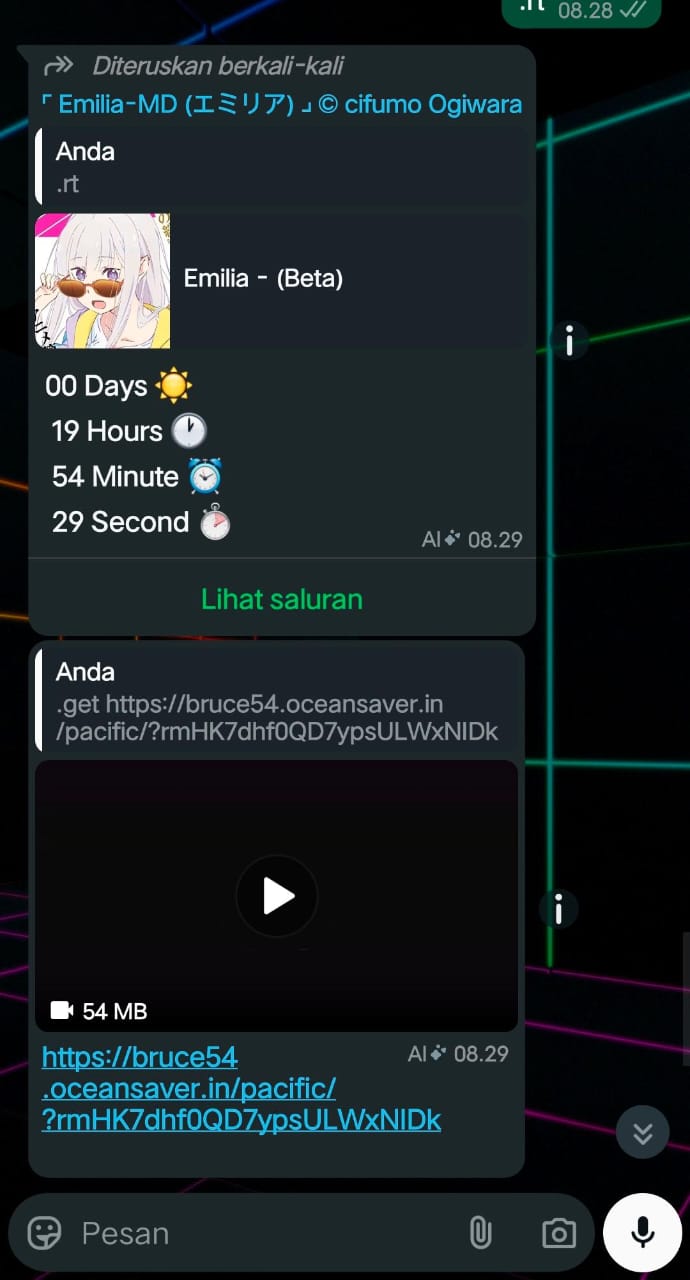 .rt 08.28
Diteruskan berkali-kali
「 Emilia-MD (エミリア) 」 © cifumo Ogiwara
Anda
.rt
Emilia - (Beta)
00 Days ☀️
19 Hours 🕐
54 Minute ⏰
29 Second ⏱️
AI 08.29
Lihat saluran
Anda
.get https://bruce54.oceansaver.in
/pacific/?rmHK7dhf0QD7ypsULWxNIDk
54 MB
https://bruce54
.oceansaver.in/pacific/
?rmHK7dhf0QD7ypsULWxNIDk
AI 08.29
Pesan